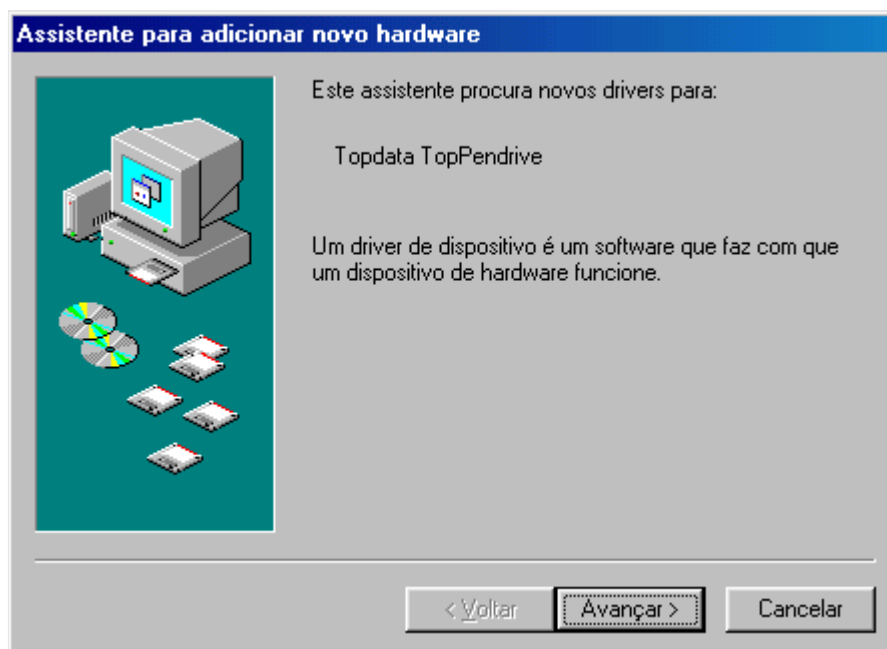 Assistente para adicionar novo hardware
Este assistente procura novos drivers para:
Topdata TopPendrive
Um driver de dispositivo é um software que faz com que
um dispositivo de hardware funcione.
< Voltar
Avançar >
Cancelar